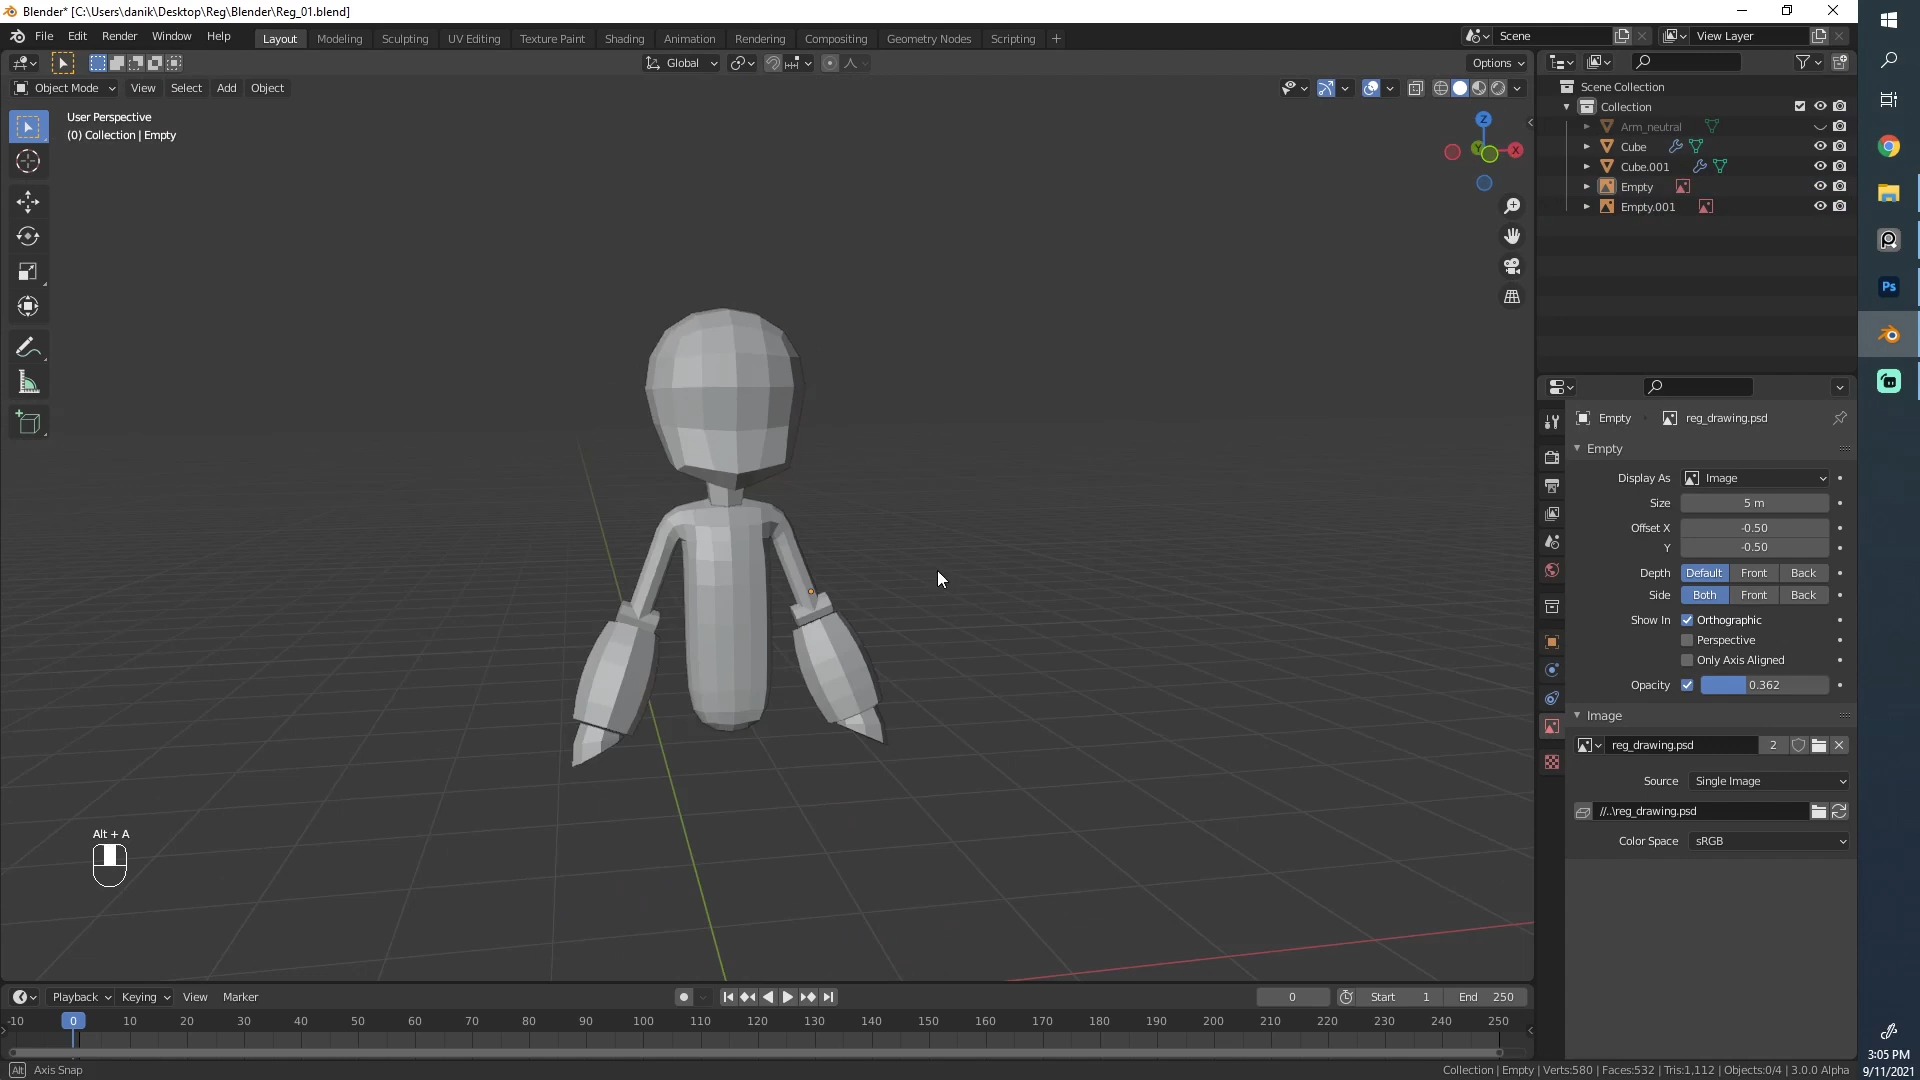 Blender* [C:\Users\danik\Desktop\Reg\Blender\Reg_01.blend]
File Edit Render Window Help
Layout Modeling Sculpting UV Editing Texture Paint Shading Animation Rendering Compositing Geometry Nodes Scripting +
Scene
View Layer
Global
Options
Object Mode View Select Add Object
User Perspective
(0) Collection | Empty
Z
Y
X
Scene Collection
Collection
Arm_neutral
Cube
Cube.001
Empty
Empty.001
Empty reg_drawing.psd
Empty
Display As Image
Size 5 m
Offset X -0.50
Y -0.50
Depth Default Front Back
Side Both Front Back
Show In Orthographic
Perspective
Only Axis Aligned
Opacity 0.362
Image
reg_drawing.psd 2
Source Single Image
//..\reg_drawing.psd
Color Space sRGB
Alt + A
Ps
Playback Keying View Marker
0 Start 1 End 250
-10 0 10 20 30 40 50 60 70 80 90 100 110 120 130 140 150 160 170 180 190 200 210 220 230 240 250
Alt Axis Snap
Collection | Empty | Verts:580 | Faces:532 | Tris:1,112 | Objects:0/4 | 3.0.0 Alpha
3:05 PM
9/11/2021